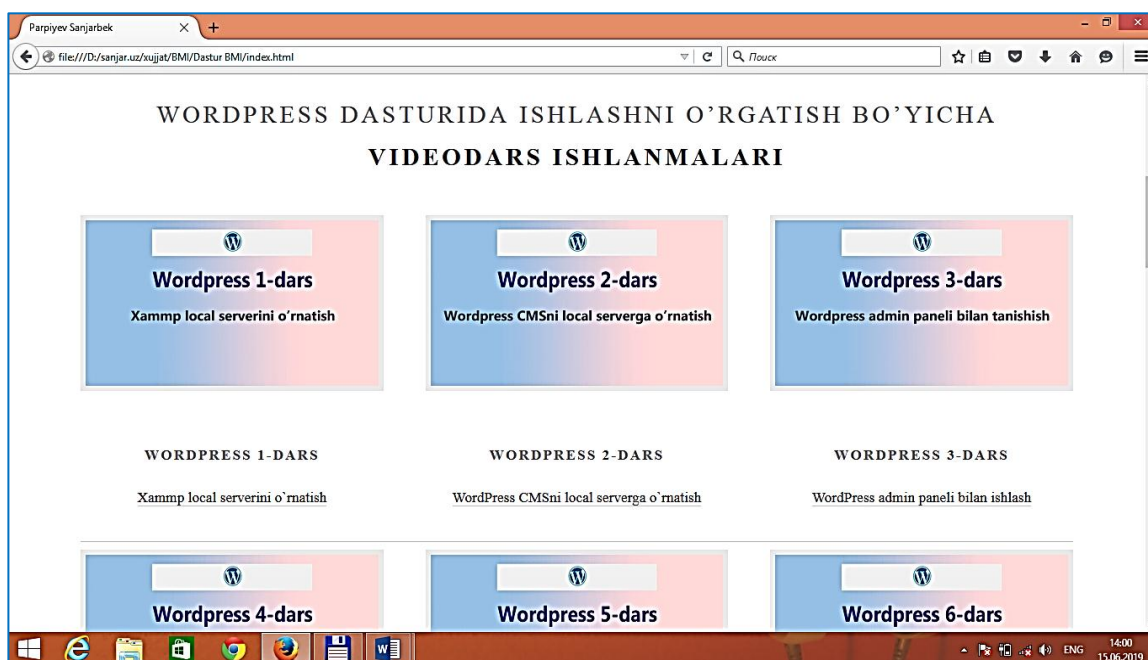 Parpiyev Sanjarbek
file:///D:/sanjar.uz/xujjat/BMI/Dastur BMI/index.html
Поиск
WORDPRESS DASTURIDA ISHLASHNI O’RGATISH BO’YICHA
VIDEODARS ISHLANMALARI
Wordpress 1-dars
Xammp local serverini o‘rnatish
Wordpress 2-dars
Wordpress CMSni local serverga o‘rnatish
Wordpress 3-dars
Wordpress admin paneli bilan tanishish
WORDPRESS 1-DARS
Xammp local serverini o`rnatish
WORDPRESS 2-DARS
WordPress CMSni local serverga o`rnatish
WORDPRESS 3-DARS
WordPress admin paneli bilan ishlash
Wordpress 4-dars
Wordpress 5-dars
Wordpress 6-dars
ENG
14:00
15.06.2019